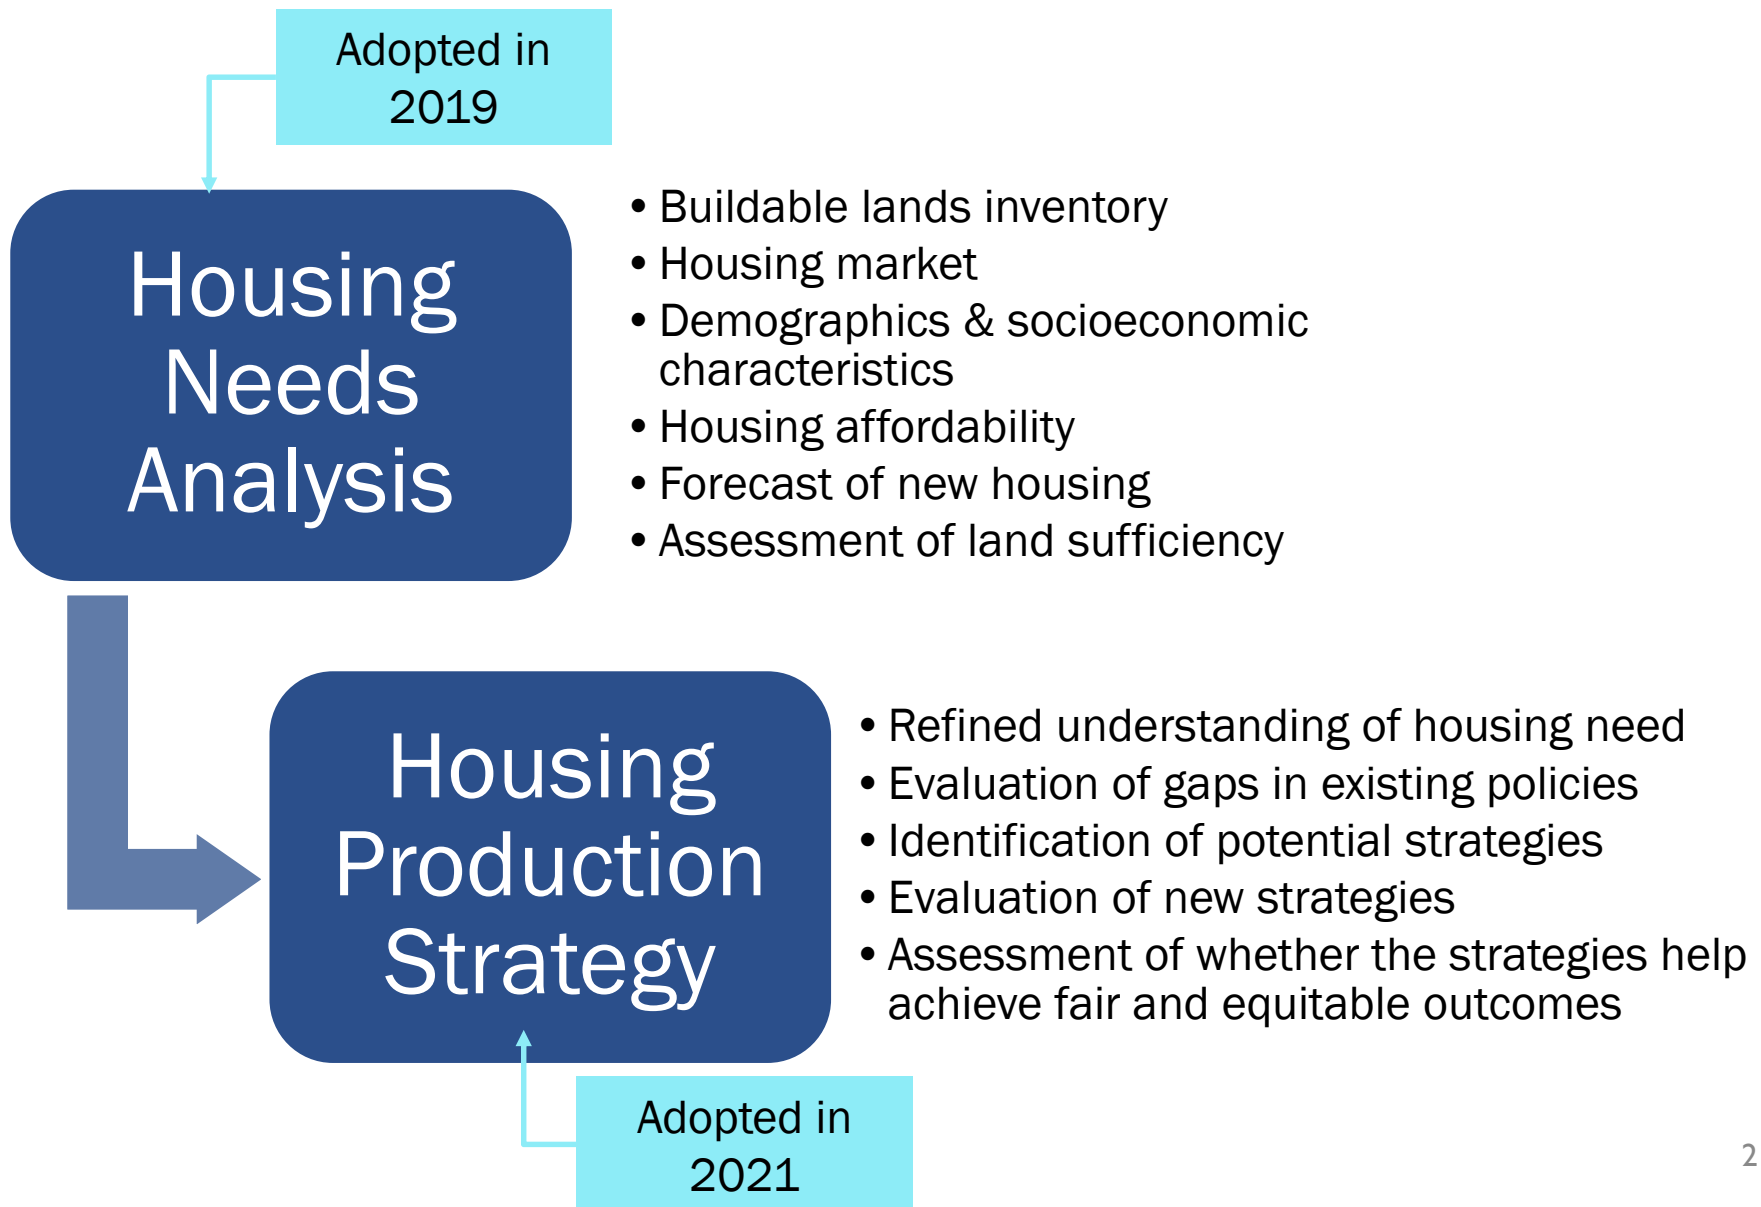 Adopted in
2019
Housing
Needs
Analysis
• Buildable lands inventory
• Housing market
• Demographics & socioeconomic
characteristics
• Housing affordability
• Forecast of new housing
• Assessment of land sufficiency
Housing
Production
Strategy
• Refined understanding of housing need
• Evaluation of gaps in existing policies
• Identification of potential strategies
• Evaluation of new strategies
• Assessment of whether the strategies help
achieve fair and equitable outcomes
Adopted in
2021
2